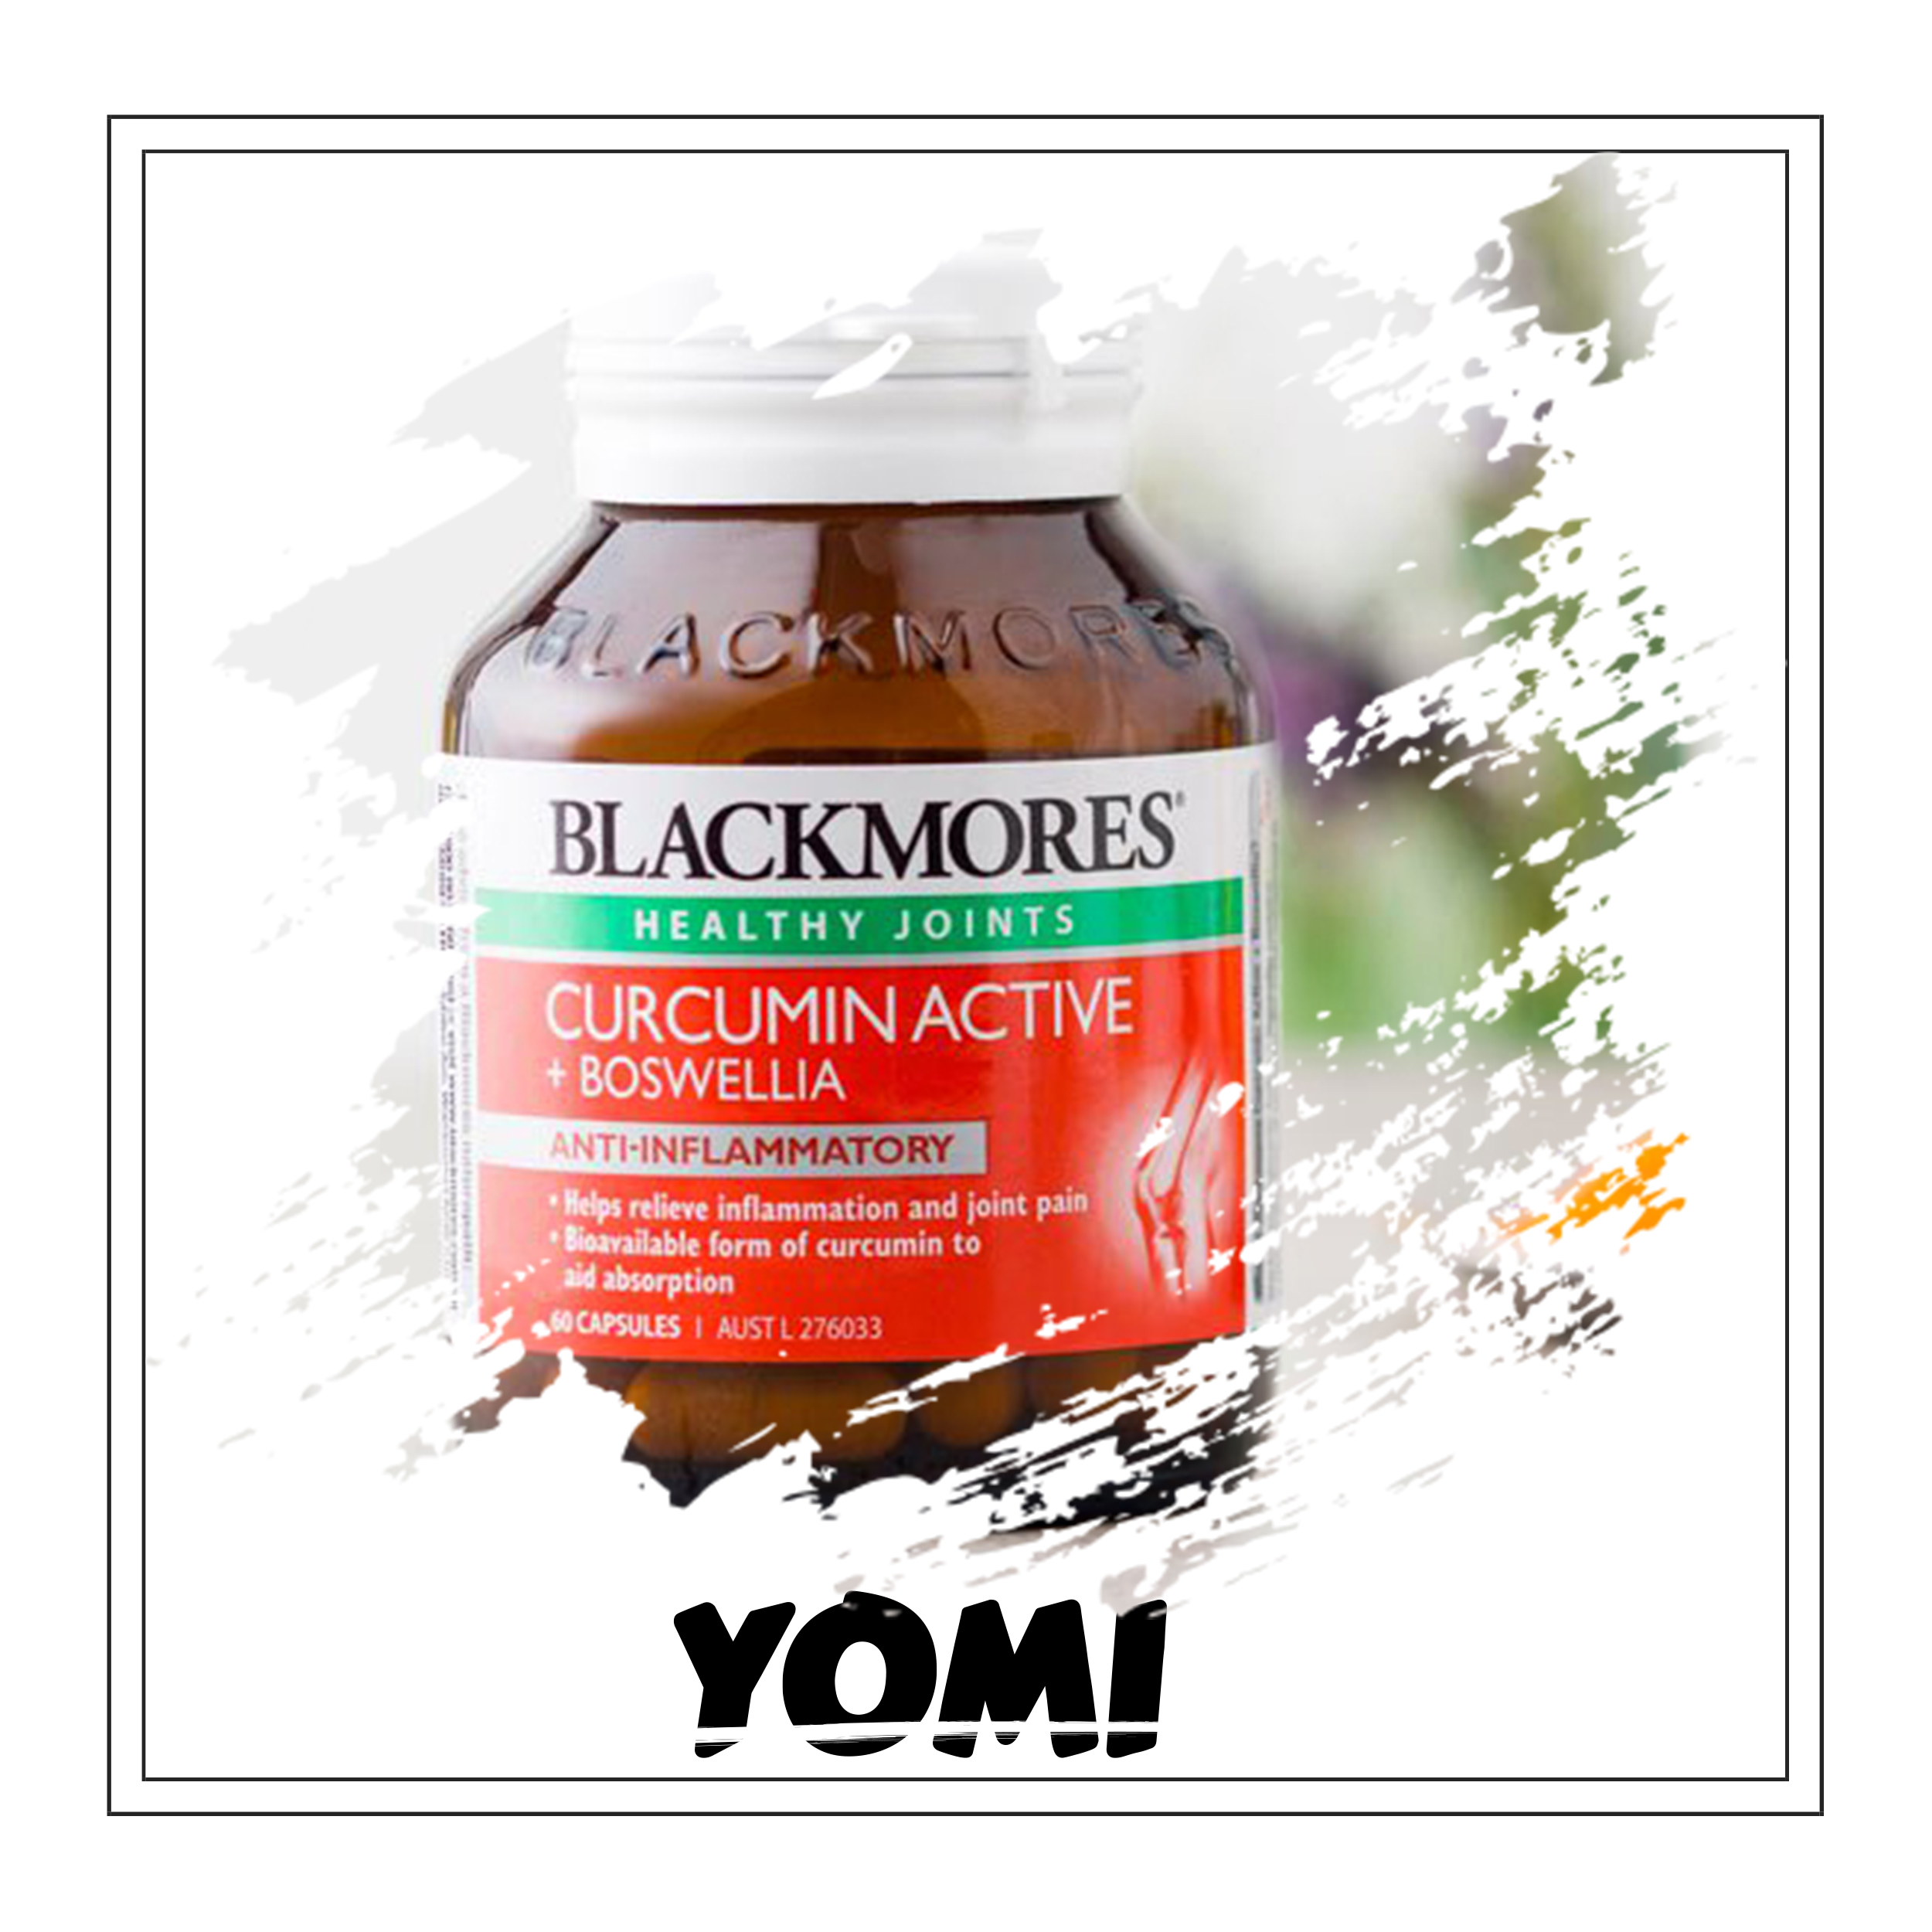 BLACKMORES
BLACKMORES®
HEALTHY JOINTS
CURCUMIN ACTIVE
+ BOSWELLIA
ANTI-INFLAMMATORY
• Helps relieve inflammation and joint pain
• Bioavailable form of curcumin to
aid absorption
60 CAPSULES | AUST L 276033
YOMI